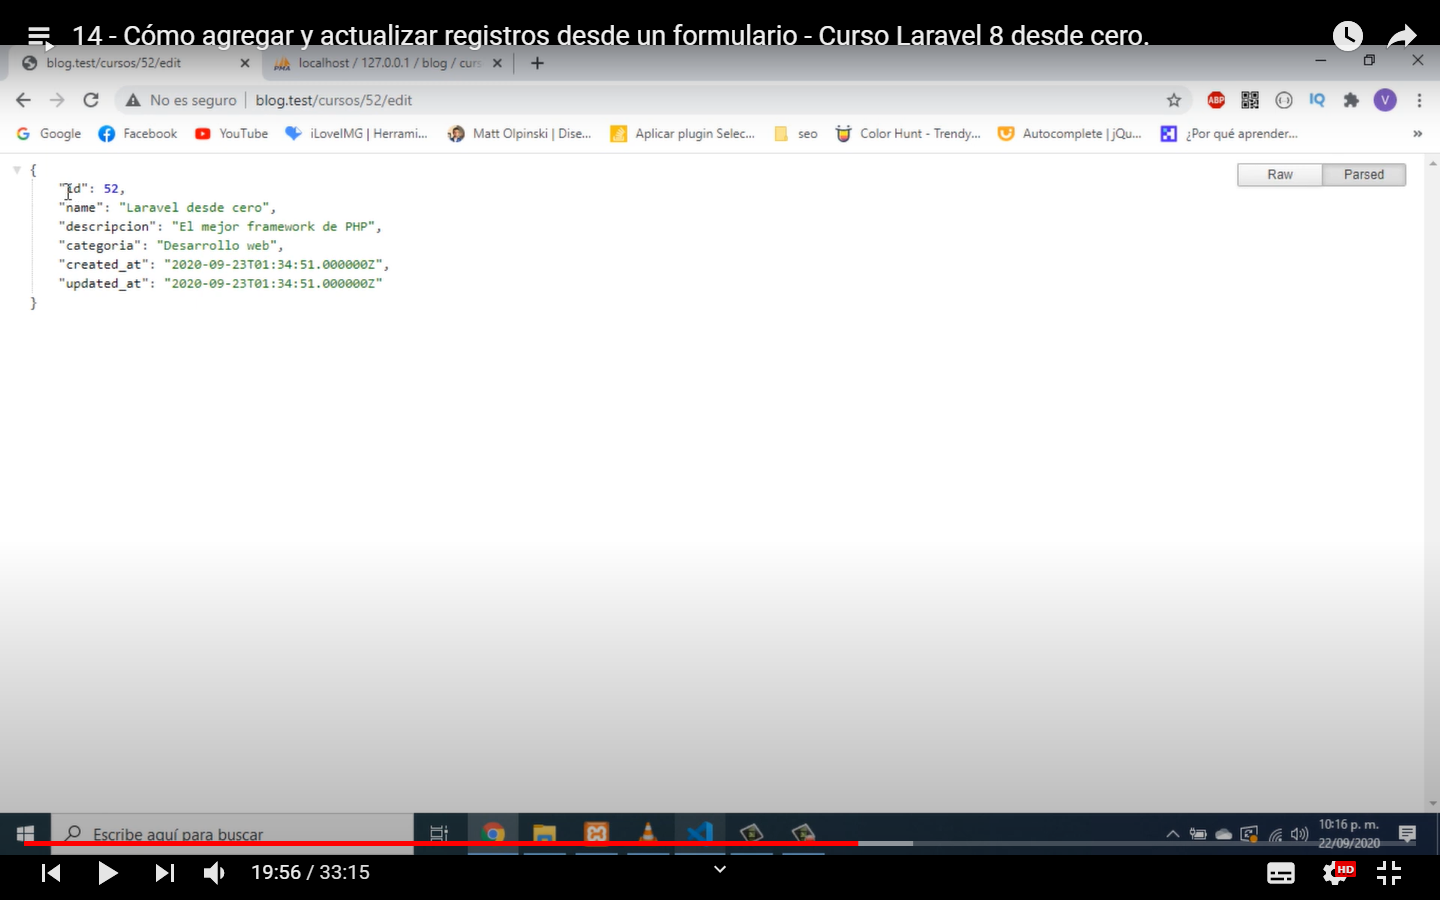 14 - Cómo agregar y actualizar registros desde un formulario - Curso Laravel 8 desde cero.
blog.test/cursos/52/edit
localhost / 127.0.0.1 / blog / curs
No es seguro
blog.test/cursos/52/edit
ABP
IQ
V
Google
Facebook
YouTube
iLoveIMG | Herrami...
Matt Olpinski | Dise...
Aplicar plugin Selec...
seo
Color Hunt - Trendy...
Autocomplete | jQu...
¿Por qué aprender...
»
Raw
Parsed
{
"id": 52,
"name": "Laravel desde cero",
"descripcion": "El mejor framework de PHP",
"categoria": "Desarrollo web",
"created_at": "2020-09-23T01:34:51.000000Z",
"updated_at": "2020-09-23T01:34:51.000000Z"
}
Escribe aquí para buscar
10:16 p. m.
22/09/2020
19:56 / 33:15
HD